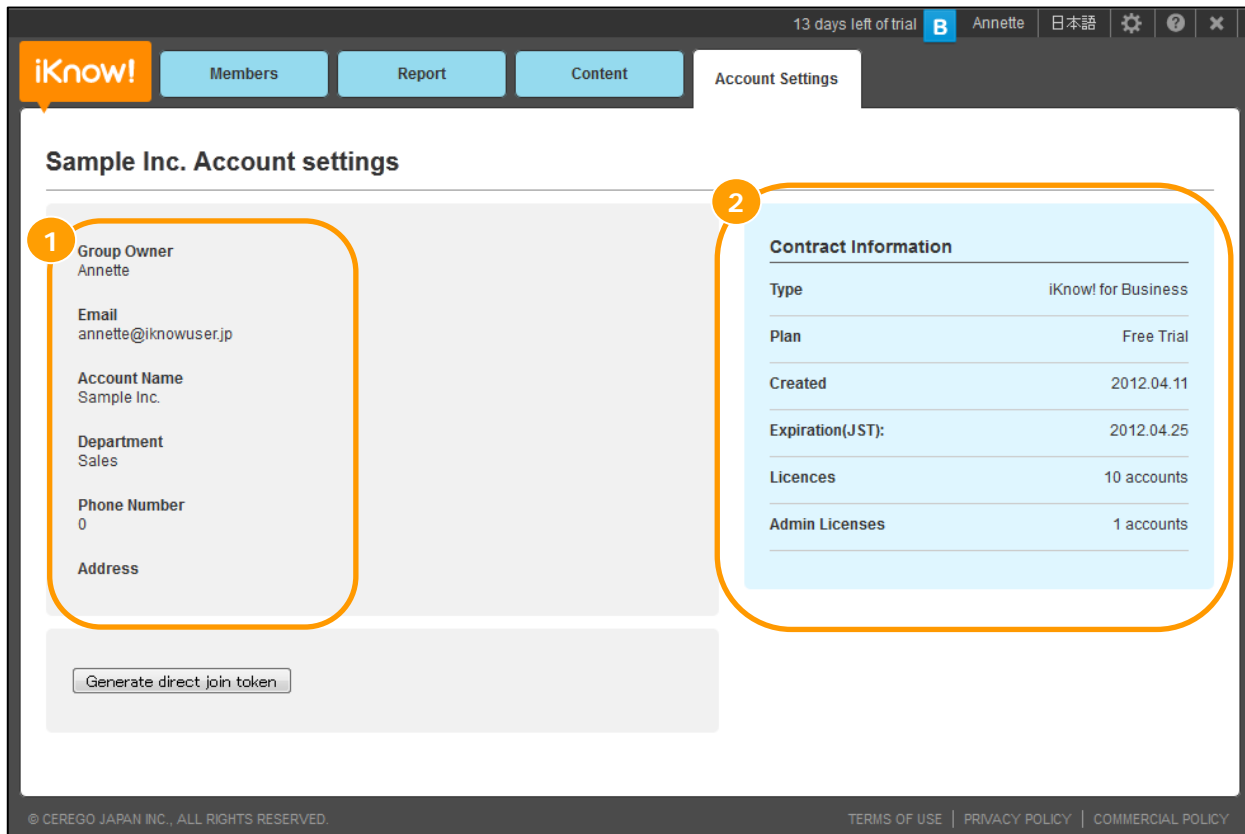 13 days left of trial B Annette 日本語
iKnow! Members Report Content Account Settings
Sample Inc. Account settings
1
Group Owner
Annette
Email
annette@iknowuser.jp
Account Name
Sample Inc.
Department
Sales
Phone Number
0
Address
Generate direct join token
2
Contract Information
Type iKnow! for Business
Plan Free Trial
Created 2012.04.11
Expiration(JST): 2012.04.25
Licences 10 accounts
Admin Licenses 1 accounts
© CEREGO JAPAN INC., ALL RIGHTS RESERVED. TERMS OF USE | PRIVACY POLICY | COMMERCIAL POLICY